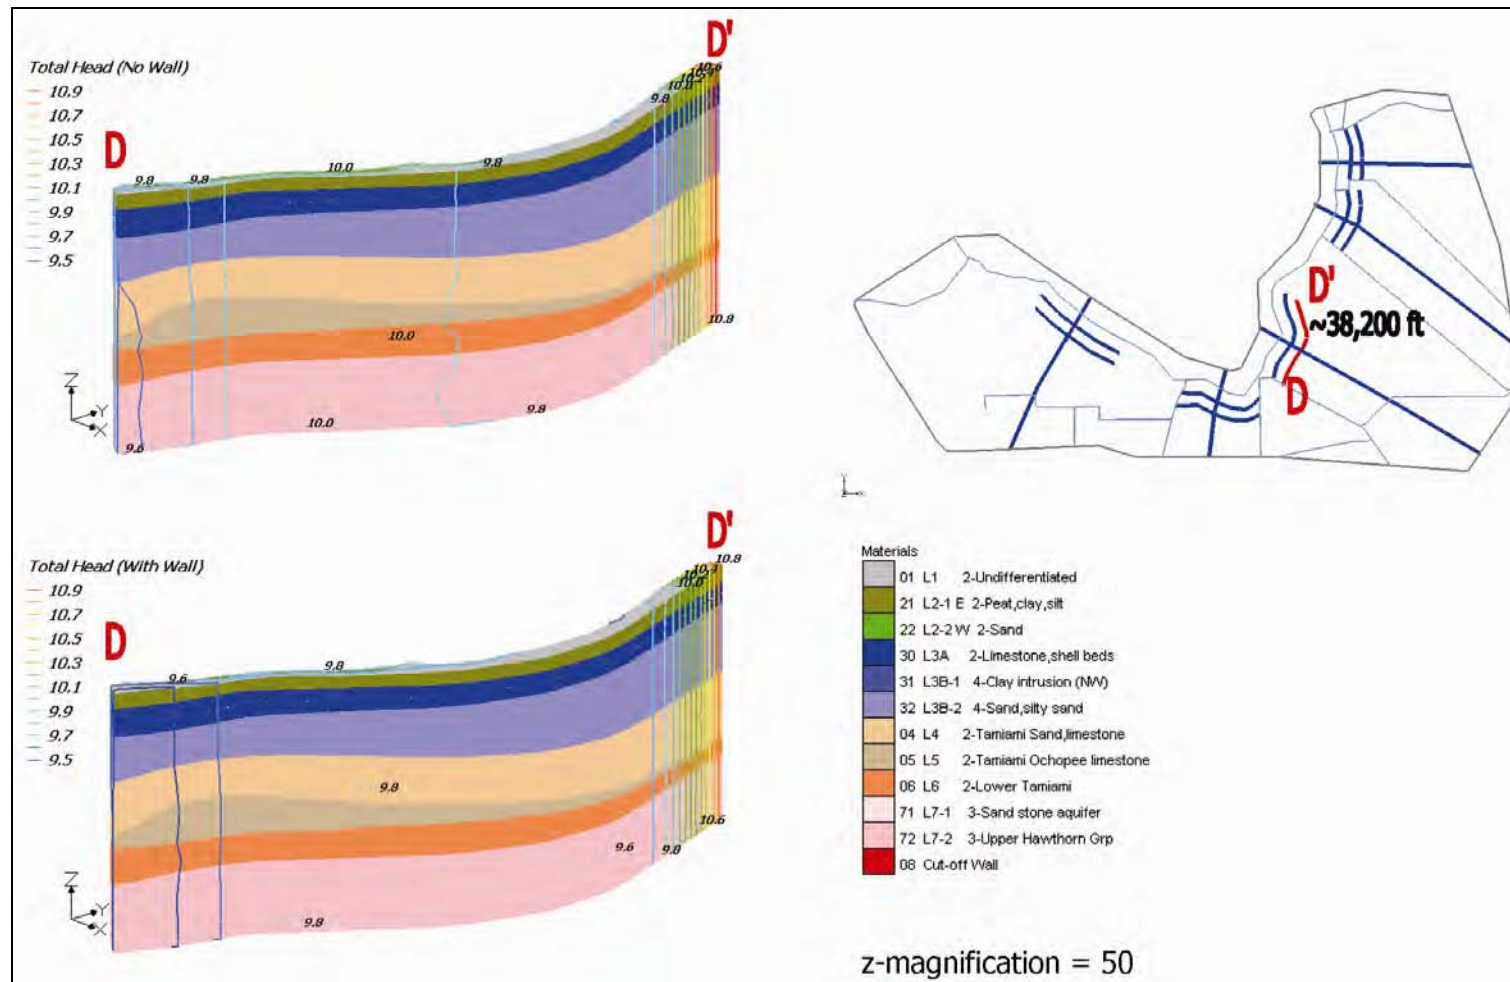 D'
Total Head (No Wall)
10.9
10.7
10.5
10.3
10.1
9.9
9.7
9.5
D
9.8
9.8
10.0
9.8
9.8
10.8
10.6
10.0
10.8
10.0
9.8
9.6
Z
Y
X
D'
~38,200 ft
D
D'
Total Head (With Wall)
10.9
10.7
10.5
10.3
10.1
9.9
9.7
9.5
D
9.6
9.8
10.0
10.8
9.8
10.6
9.6
9.8
9.8
Z
Y
X
Materials
01 L1 2-Undifferentiated
21 L2-1 E 2-Peat,clay,silt
22 L2-2 W 2-Sand
30 L3A 2-Limestone,shell beds
31 L3B-1 4-Clay intrusion (NW)
32 L3B-2 4-Sand,silty sand
04 L4 2-Tamiami Sand,limestone
05 L5 2-Tamiami Ochopee limestone
06 L6 2-Lower Tamiami
71 L7-1 3-Sand stone aquifer
72 L7-2 3-Upper Hawthorn Grp
08 Cut-off Wall
z-magnification = 50